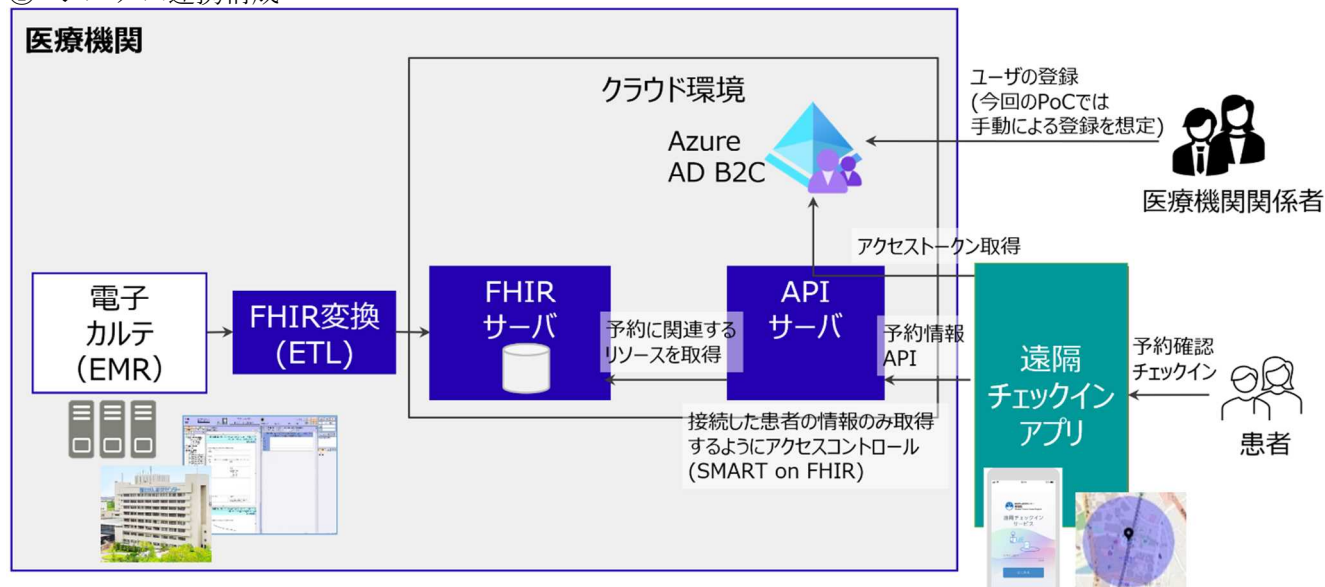 連携構成
医療機関
クラウド環境
Azure
AD B2C
ユーザの登録
(今回のPoCでは
手動による登録を想定)
医療機関関係者
アクセストークン取得
電子
カルテ
(EMR)
FHIR変換
(ETL)
FHIR
サーバ
予約に関連する
リソースを取得
API
サーバ
予約情報
API
接続した患者の情報のみ取得
するようにアクセスコントロール
(SMART on FHIR)
遠隔
チェックイン
アプリ
予約確認
チェックイン
患者
遠隔チェックイン
サービス